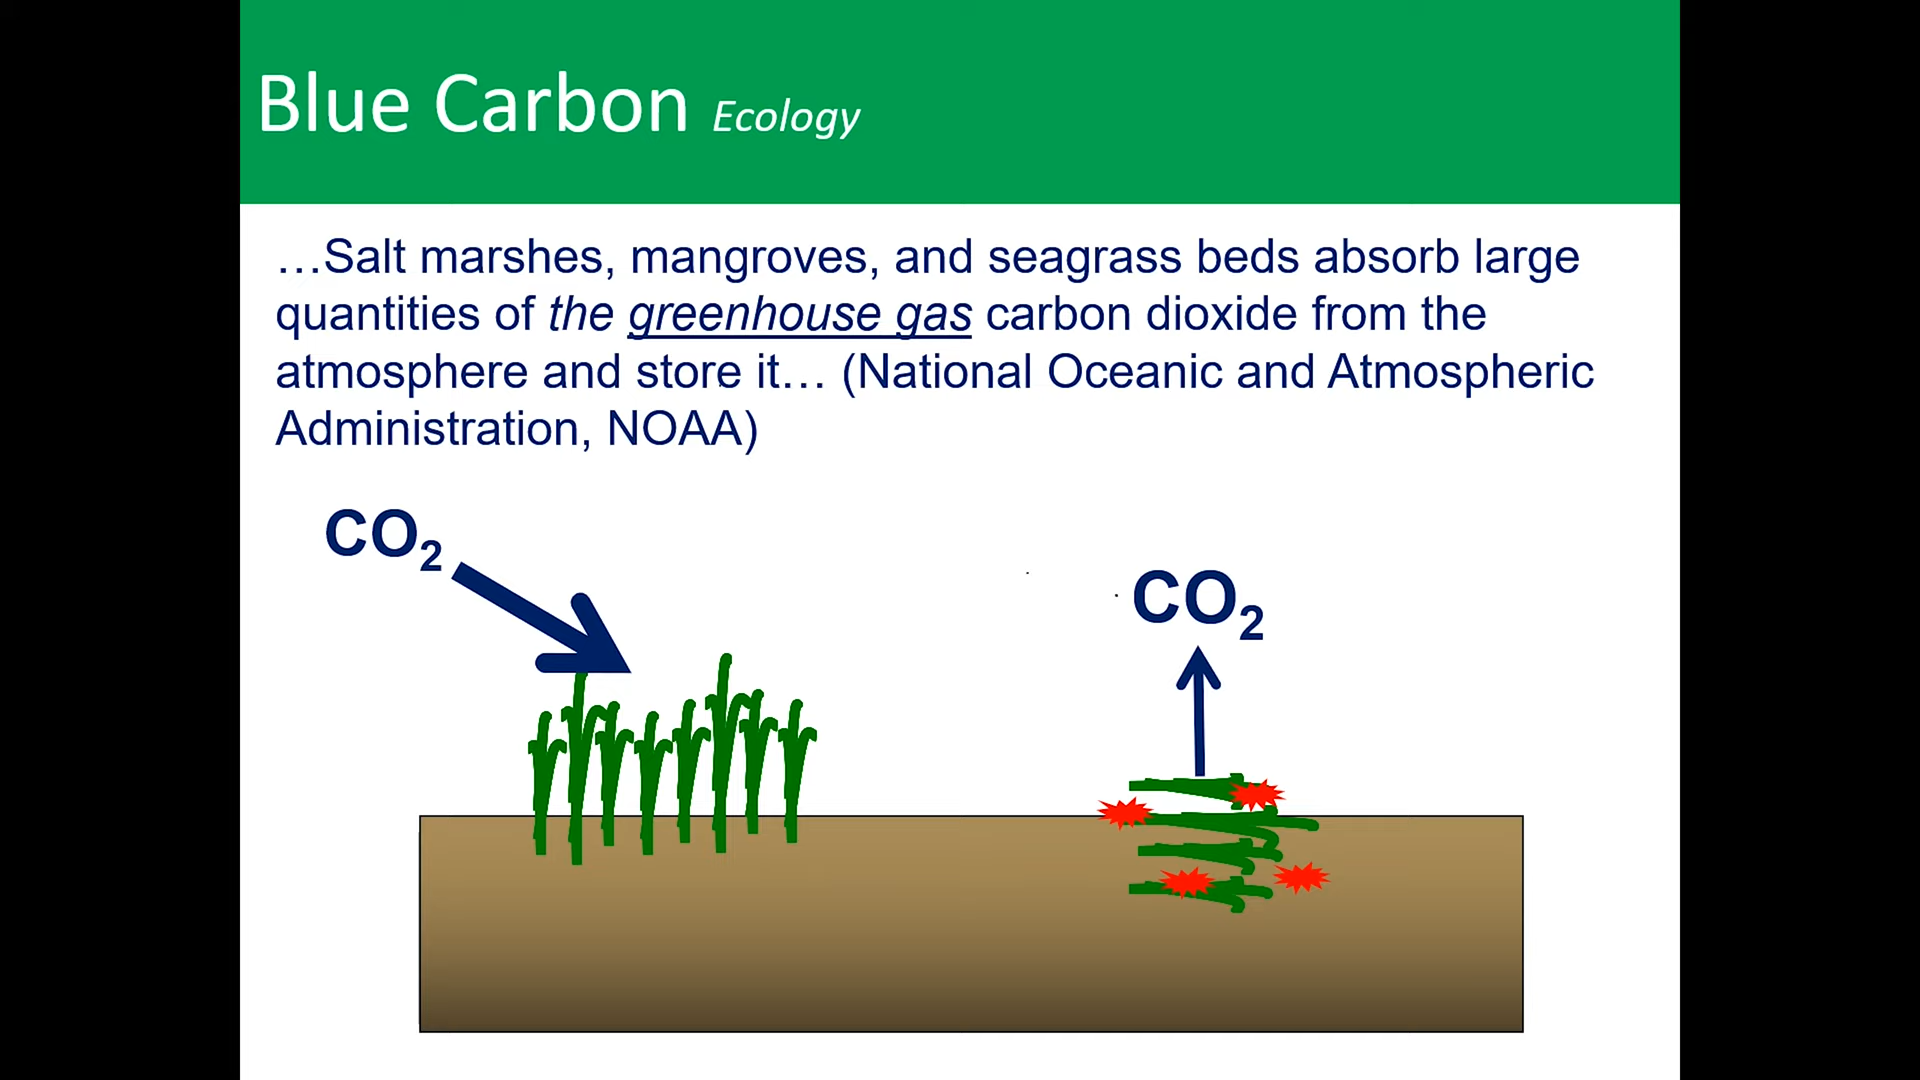 Blue Carbon Ecology
…Salt marshes, mangroves, and seagrass beds absorb large
quantities of the greenhouse gas carbon dioxide from the
atmosphere and store it… (National Oceanic and Atmospheric
Administration, NOAA)
CO₂
CO₂